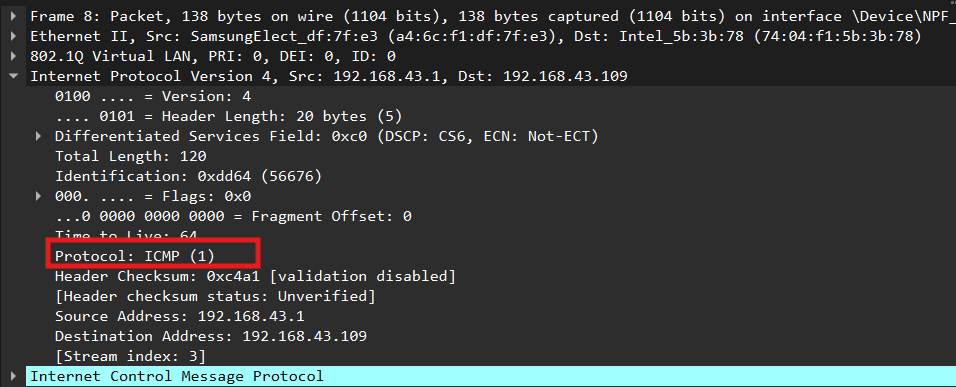 Frame 8: Packet, 138 bytes on wire (1104 bits), 138 bytes captured (1104 bits) on interface \Device\NPF_
Ethernet II, Src: SamsungElect_df:7f:e3 (a4:6c:f1:df:7f:e3), Dst: Intel_5b:3b:78 (74:04:f1:5b:3b:78)
802.1Q Virtual LAN, PRI: 0, DEI: 0, ID: 0
Internet Protocol Version 4, Src: 192.168.43.1, Dst: 192.168.43.109
0100 .... = Version: 4
.... 0101 = Header Length: 20 bytes (5)
Differentiated Services Field: 0xc0 (DSCP: CS6, ECN: Not-ECT)
Total Length: 120
Identification: 0xdd64 (56676)
000. .... = Flags: 0x0
...0 0000 0000 0000 = Fragment Offset: 0
Time to Live: 64
Protocol: ICMP (1)
Header Checksum: 0xc4a1 [validation disabled]
[Header checksum status: Unverified]
Source Address: 192.168.43.1
Destination Address: 192.168.43.109
[Stream index: 3]
Internet Control Message Protocol